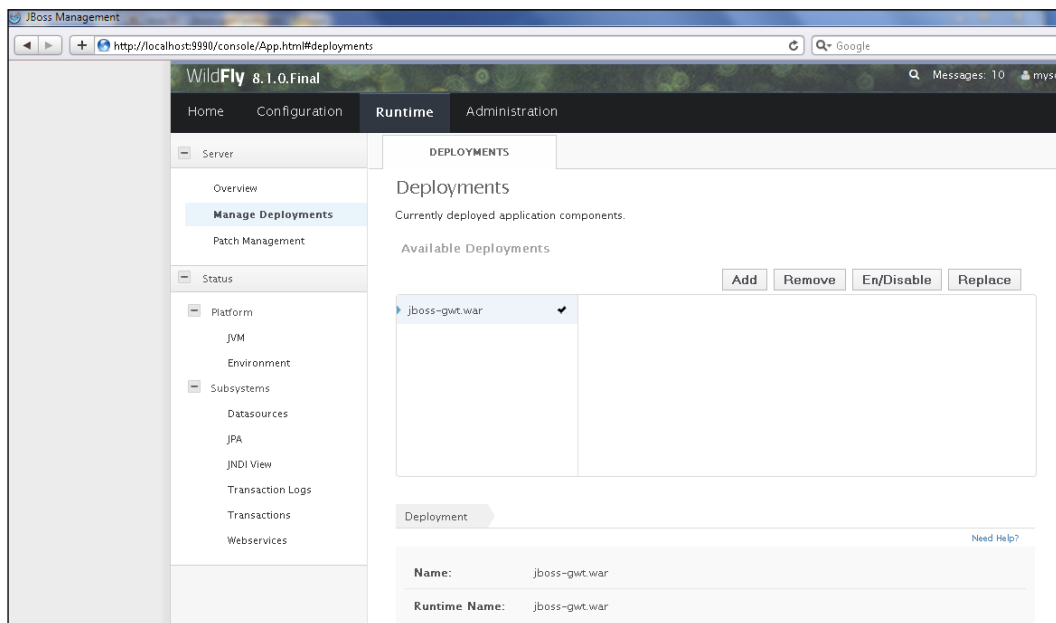 JBoss Management
http://localhost:9990/console/App.html#deployments
Google
WildFly 8.1.0.Final
Messages: 10
Home Configuration Runtime Administration
Server
Overview
Manage Deployments
Patch Management
Status
Platform
JVM
Environment
Subsystems
Datasources
JPA
JNDI View
Transaction Logs
Transactions
Webservices
DEPLOYMENTS
Deployments
Currently deployed application components.
Available Deployments
Add Remove En/Disable Replace
jboss-gwt.war
Deployment
Need Help?
Name: jboss-gwt.war
Runtime Name: jboss-gwt.war